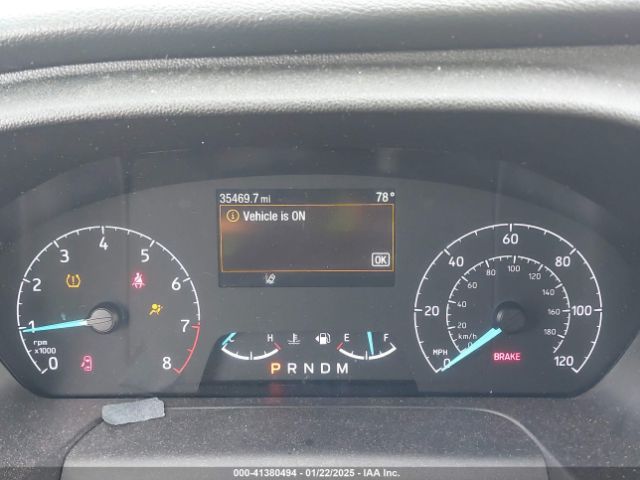 35469.7 mi 78°
Vehicle is ON
OK
0 1 2 3 4 5 6 7 8
rpm
x1000
C H E F
P R N D M
0 20 40 60 80 100 120
MPH
0 20 40 60 80 100 120 140 160 180
km/h
BRAKE
000-41380494 - 01/22/2025 - IAA Inc.